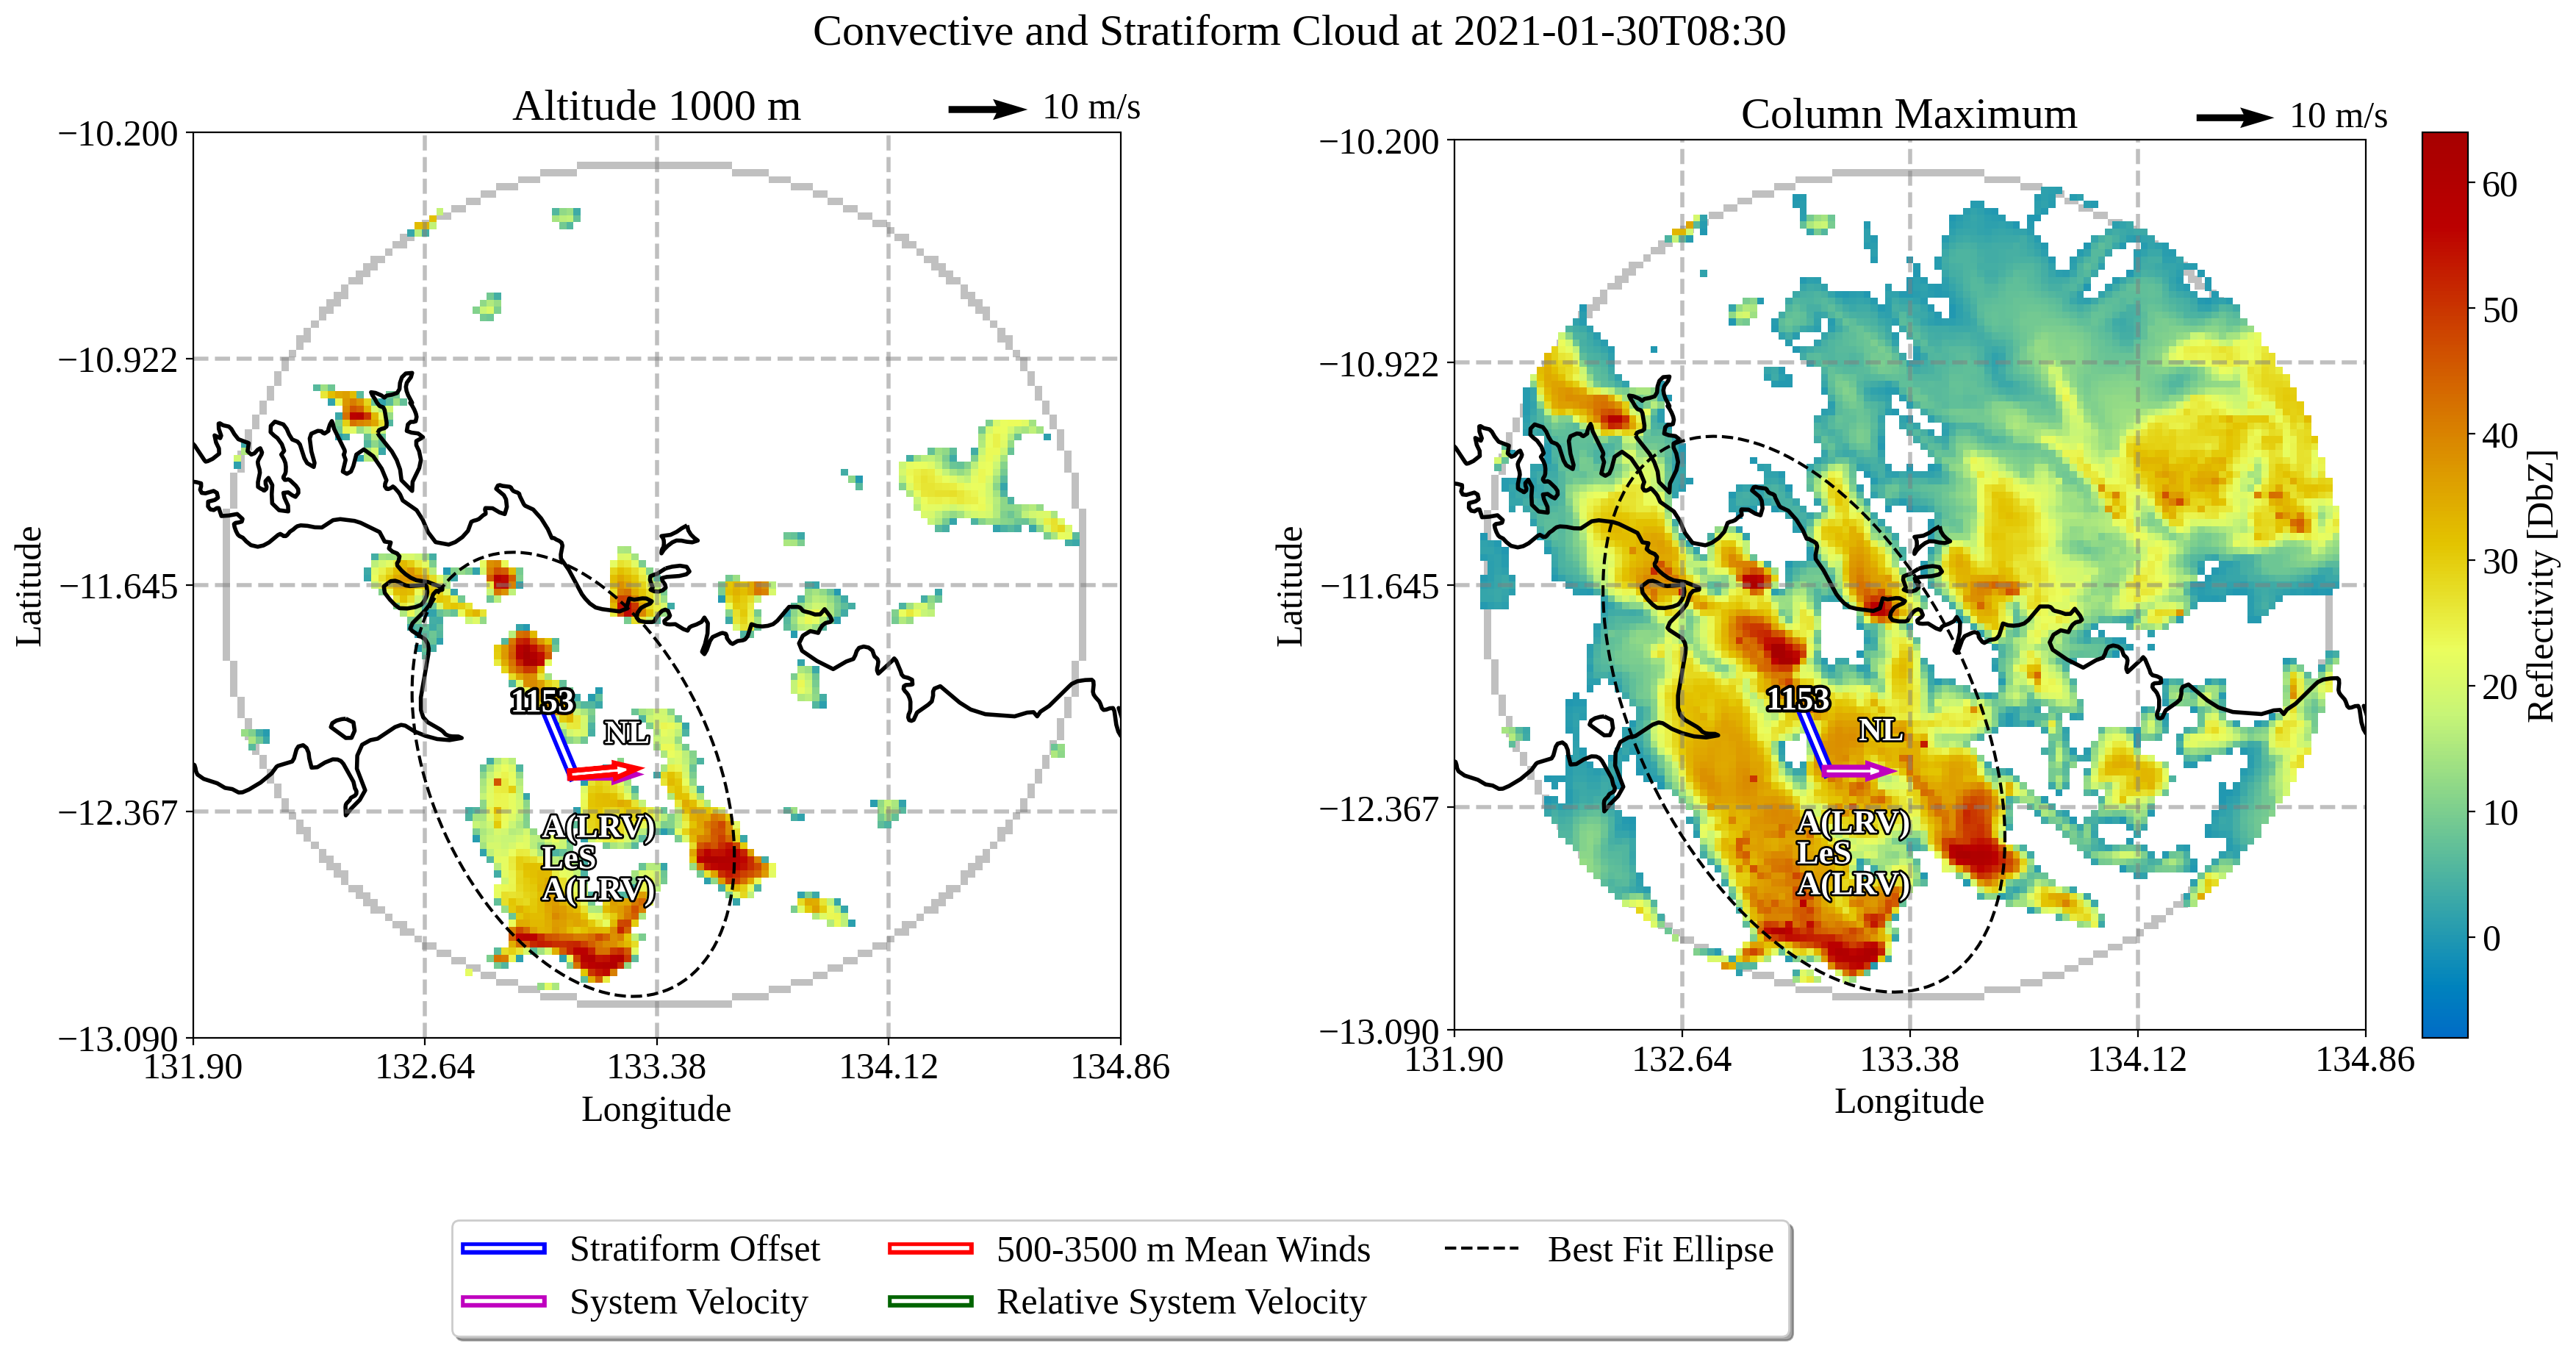 Convective and Stratiform Cloud at 2021-01-30T08:30
Altitude 1000 m
10 m/s
−10.200
−10.922
−11.645
−12.367
−13.090
Latitude
131.90
132.64
133.38
134.12
134.86
Longitude
1153
NL
A(LRV)
LeS
A(LRV)
Column Maximum
10 m/s
−10.200
−10.922
−11.645
−12.367
−13.090
Latitude
131.90
132.64
133.38
134.12
134.86
Longitude
1153
NL
A(LRV)
LeS
A(LRV)
60
50
40
30
20
10
0
Reflectivity [DbZ]
Stratiform Offset
System Velocity
500-3500 m Mean Winds
Relative System Velocity
Best Fit Ellipse